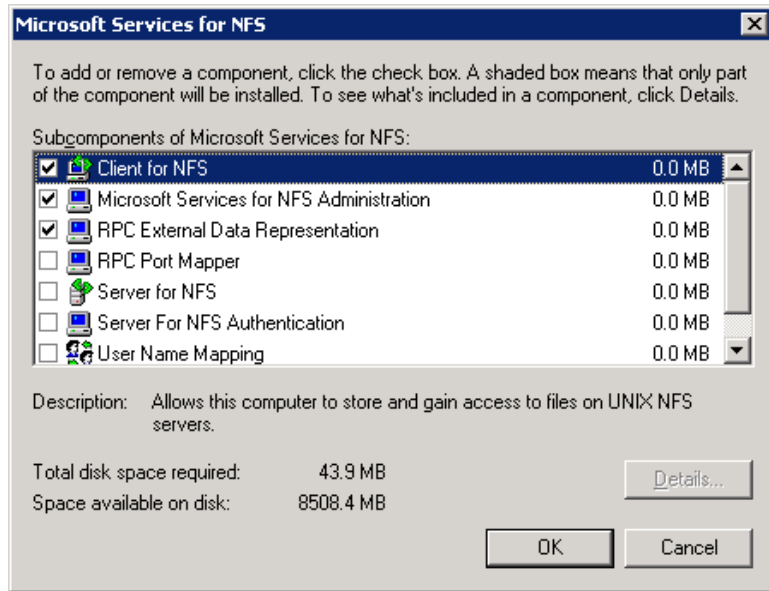 Microsoft Services for NFS
To add or remove a component, click the check box. A shaded box means that only part
of the component will be installed. To see what's included in a component, click Details.
Subcomponents of Microsoft Services for NFS:
Client for NFS 0.0 MB
Microsoft Services for NFS Administration 0.0 MB
RPC External Data Representation 0.0 MB
RPC Port Mapper 0.0 MB
Server for NFS 0.0 MB
Server For NFS Authentication 0.0 MB
User Name Mapping 0.0 MB
Description: Allows this computer to store and gain access to files on UNIX NFS
servers.
Total disk space required: 43.9 MB
Space available on disk: 8508.4 MB
Details...
OK Cancel